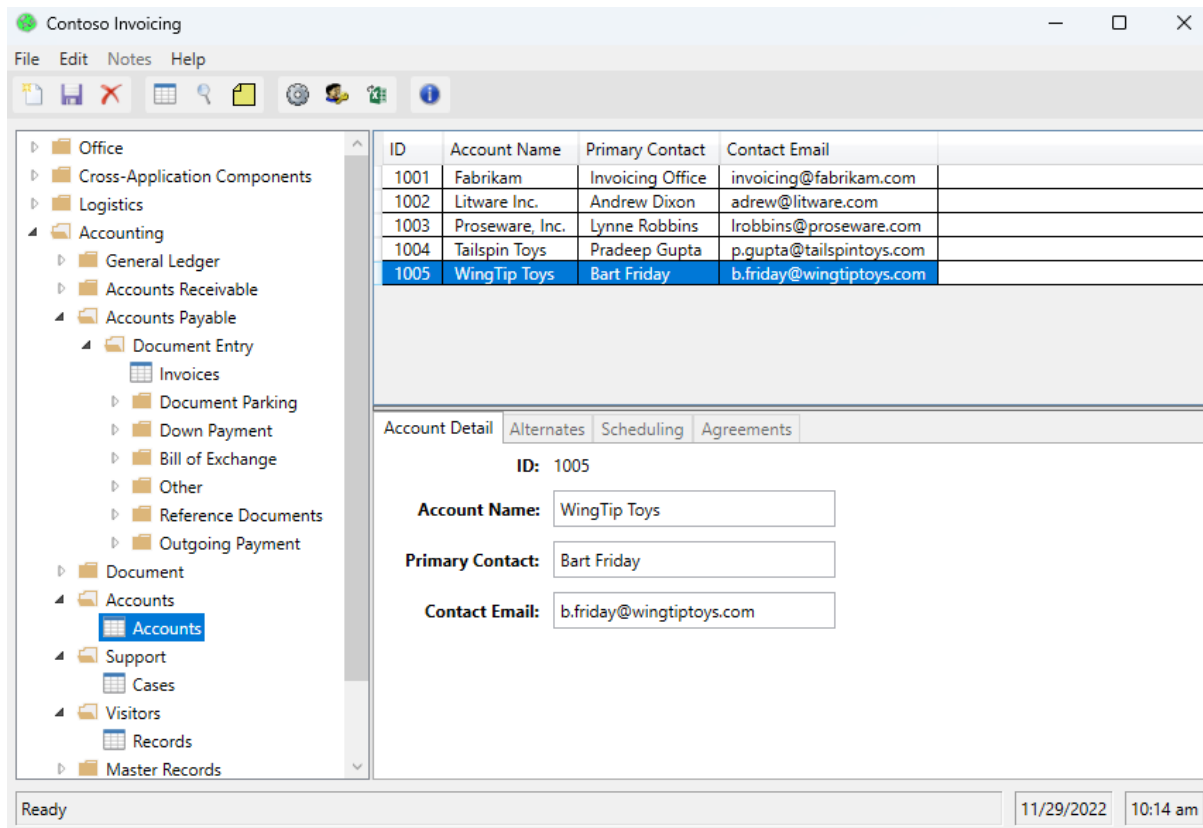 Contoso Invoicing
File Edit Notes Help
Office
Cross-Application Components
Logistics
Accounting
General Ledger
Accounts Receivable
Accounts Payable
Document Entry
Invoices
Document Parking
Down Payment
Bill of Exchange
Other
Reference Documents
Outgoing Payment
Document
Accounts
Accounts
Support
Cases
Visitors
Records
Master Records
ID Account Name Primary Contact Contact Email
1001 Fabrikam Invoicing Office invoicing@fabrikam.com
1002 Litware Inc. Andrew Dixon adrew@litware.com
1003 Proseware, Inc. Lynne Robbins lrobbins@proseware.com
1004 Tailspin Toys Pradeep Gupta p.gupta@tailspintoys.com
1005 WingTip Toys Bart Friday b.friday@wingtiptoys.com
Account Detail Alternates Scheduling Agreements
ID: 1005
Account Name: WingTip Toys
Primary Contact: Bart Friday
Contact Email: b.friday@wingtiptoys.com
Ready 11/29/2022 10:14 am